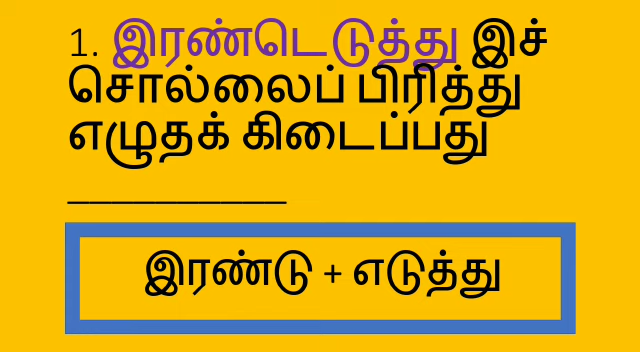 1. இரண்டெடுத்து இச்
சொல்லைப் பிரித்து
எழுதக் கிடைப்பது
__________
இரண்டு + எடுத்து